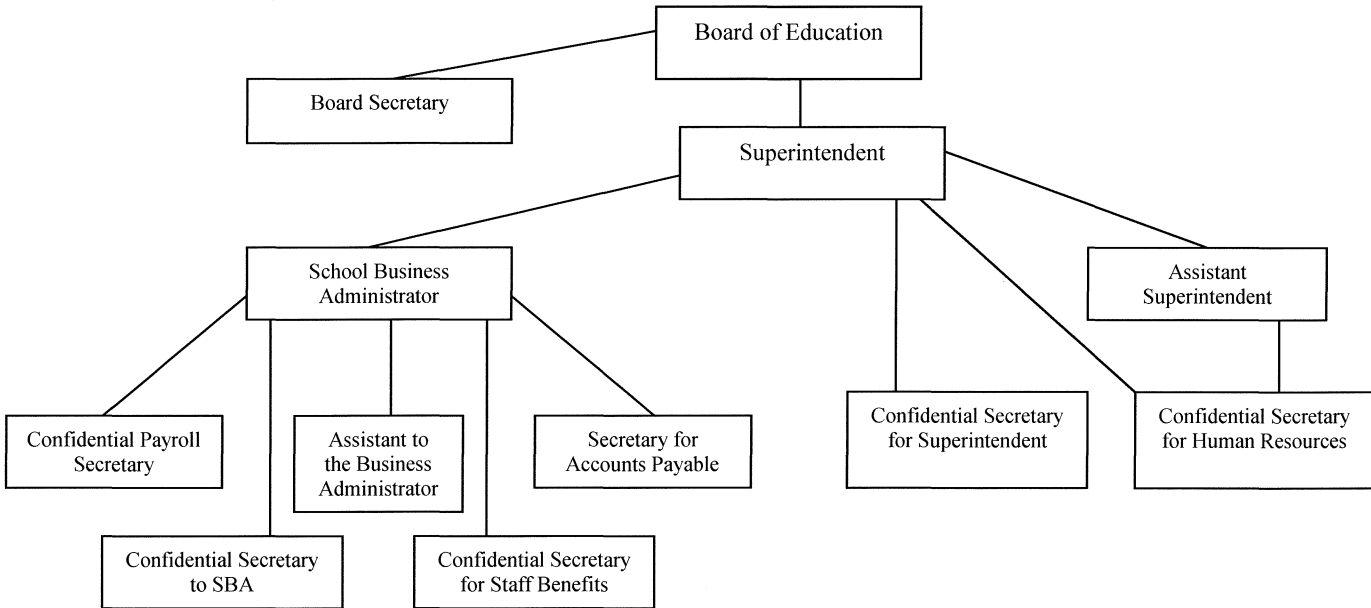 Board of Education
Board Secretary
Superintendent
School Business
Administrator
Assistant
Superintendent
Confidential Payroll
Secretary
Assistant to
the Business
Administrator
Secretary for
Accounts Payable
Confidential Secretary
for Superintendent
Confidential Secretary
for Human Resources
Confidential Secretary
to SBA
Confidential Secretary
for Staff Benefits